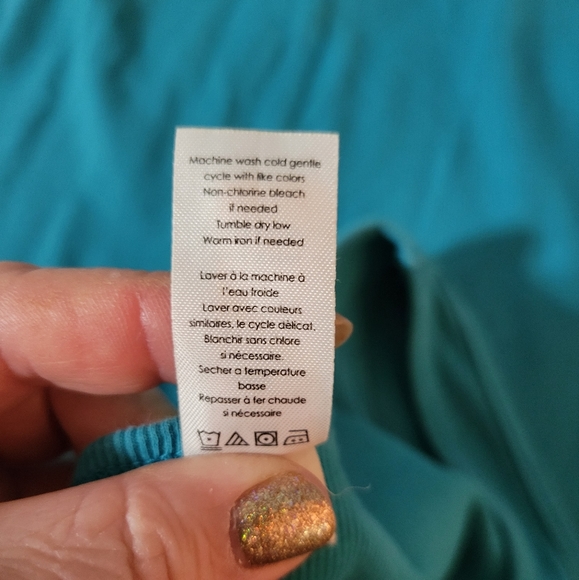 Machine wash cold gentle
cycle with like colors
Non-chlorine bleach
if needed
Tumble dry low
Warm iron if needed
Laver à la machine à
l'eau froide
Laver avec couleurs
similaires, le cycle délicat.
Blanchir sans chlore
si nécessaire.
Secher a temperature
basse
Repasser à fer chaude
si nécessaire